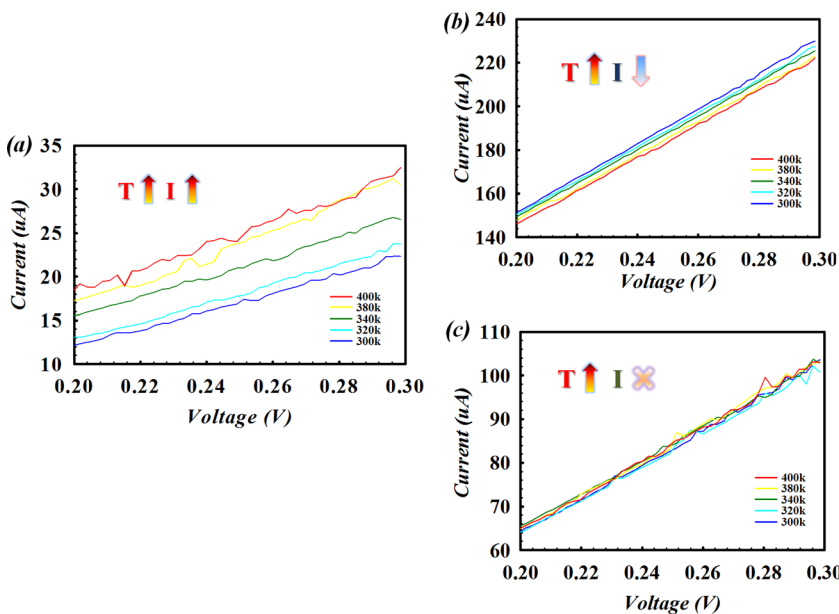 (a)
T I
Current (uA)
35
30
25
20
15
10
400k
380k
340k
320k
300k
0.20 0.22 0.24 0.26 0.28 0.30
Voltage (V)
(b)
T I
Current (uA)
240
220
200
180
160
140
400k
380k
340k
320k
300k
0.20 0.22 0.24 0.26 0.28 0.30
Voltage (V)
(c)
T I
Current (uA)
110
100
90
80
70
60
400k
380k
340k
320k
300k
0.20 0.22 0.24 0.26 0.28 0.30
Voltage (V)